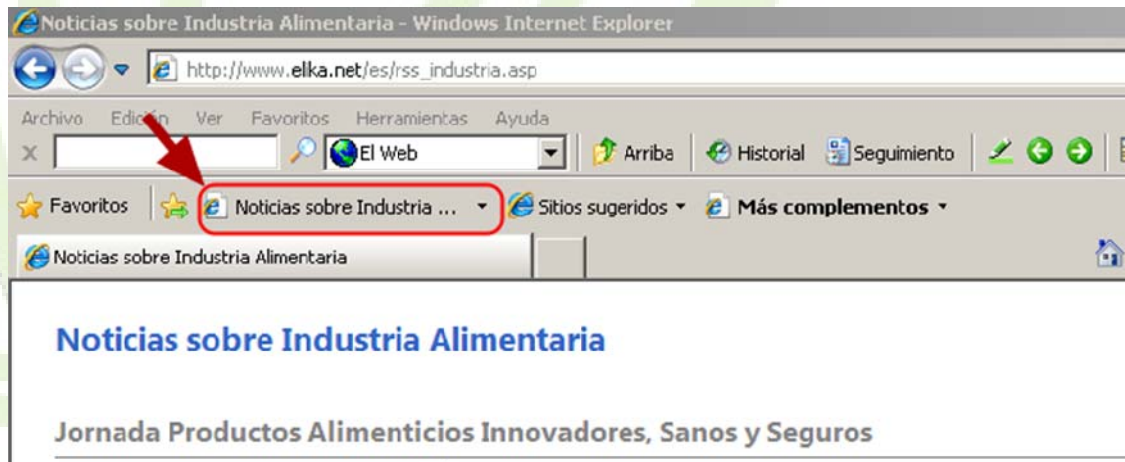 Noticias sobre Industria Alimentaria - Windows Internet Explorer
http://www.elka.net/es/rss_industria.asp
Archivo Edición Ver Favoritos Herramientas Ayuda
X El Web Arriba Historial Seguimiento
Favoritos Noticias sobre Industria ... Sitios sugeridos Más complementos
Noticias sobre Industria Alimentaria
Noticias sobre Industria Alimentaria
Jornada Productos Alimenticios Innovadores, Sanos y Seguros